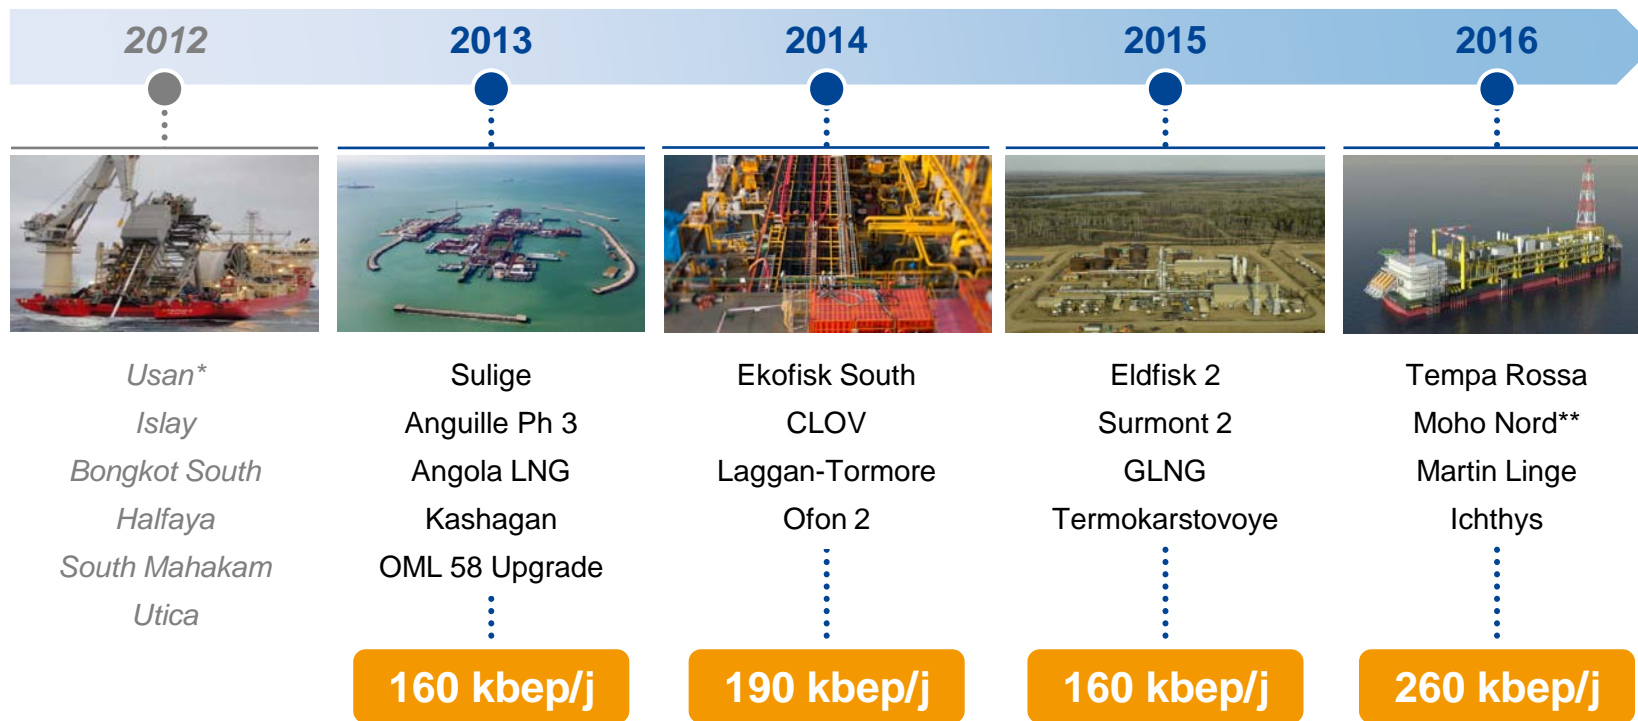 2012
2013
2014
2015
2016
Usan*
Islay
Bongkot South
Halfaya
South Mahakam
Utica
Sulige
Anguille Ph 3
Angola LNG
Kashagan
OML 58 Upgrade
160 kbep/j
Ekofisk South
CLOV
Laggan-Tormore
Ofon 2
190 kbep/j
Eldfisk 2
Surmont 2
GLNG
Termokarstovoye
160 kbep/j
Tempa Rossa
Moho Nord**
Martin Linge
Ichthys
260 kbep/j